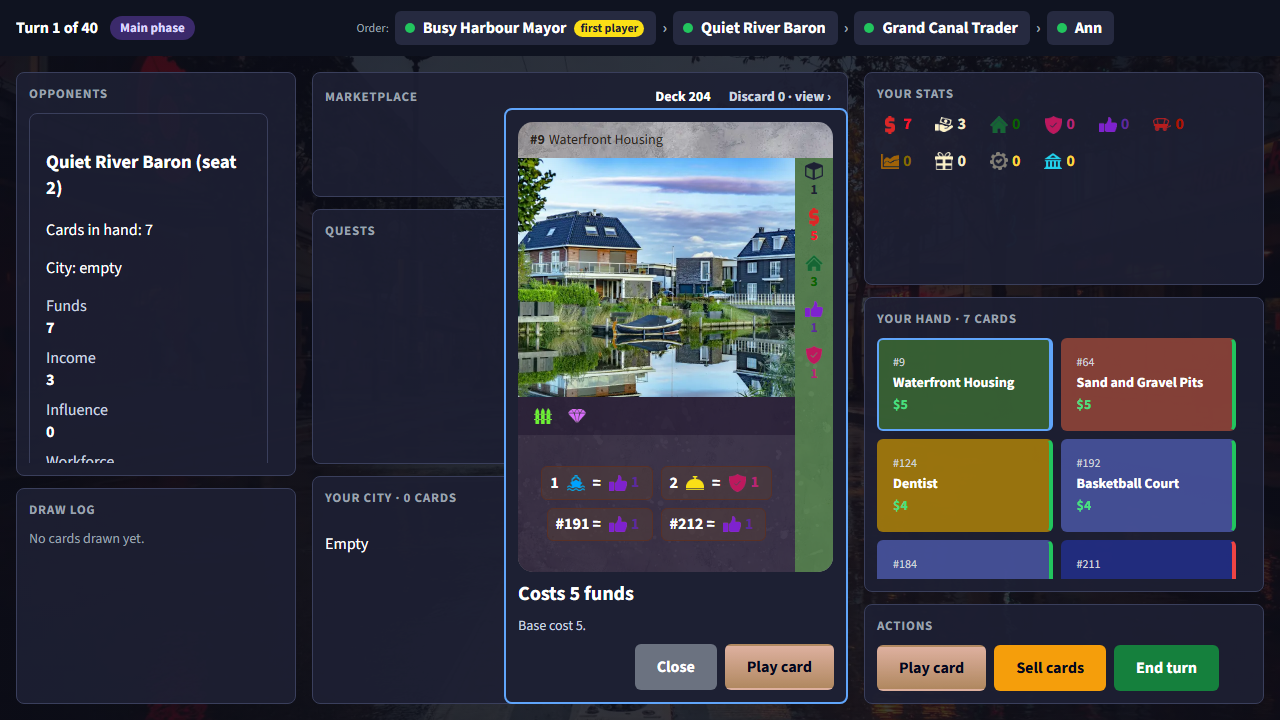 Turn 1 of 40
Main phase
Order:
Busy Harbour Mayor first player
›
Quiet River Baron
›
Grand Canal Trader
›
Ann
OPPONENTS
Quiet River Baron (seat
2)
Cards in hand: 7
City: empty
Funds
7
Income
3
Influence
0
Workforce
DRAW LOG
No cards drawn yet.
MARKETPLACE
Deck 204
Discard 0 · view ›
QUESTS
YOUR CITY · 0 CARDS
Empty
#9 Waterfront Housing
1
5
3
1
1
1 = 1
2 = 1
#191 = 1
#212 = 1
Costs 5 funds
Base cost 5.
Close
Play card
YOUR STATS
7
3
0
0
0
0
0
0
0
0
YOUR HAND · 7 CARDS
#9
Waterfront Housing
$5
#64
Sand and Gravel Pits
$5
#124
Dentist
$4
#192
Basketball Court
$4
#184
#211
ACTIONS
Play card
Sell cards
End turn